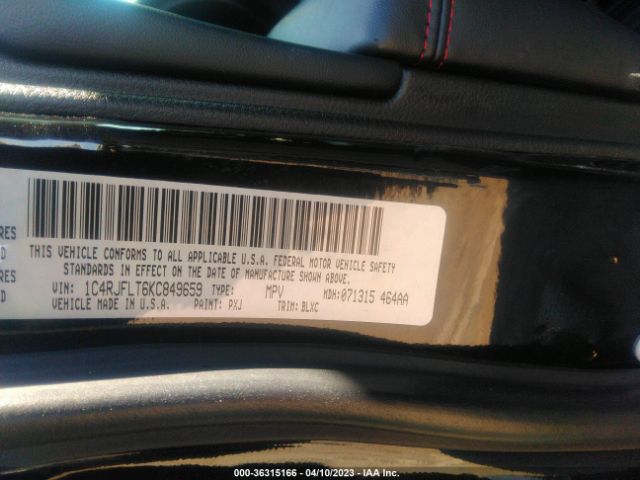 RES
THIS VEHICLE CONFORMS TO ALL APPLICABLE U.S.A. FEDERAL MOTOR VEHICLE SAFETY
D
STANDARDS IN EFFECT ON THE DATE OF MANUFACTURE SHOWN ABOVE.
RES
VIN: 1C4RJFLT6KC849659 TYPE: MPV MDH:071315 464AA
D
VEHICLE MADE IN U.S.A. PAINT: PXJ TRIM: BLXC
000-36315166 - 04/10/2023 - IAA Inc.